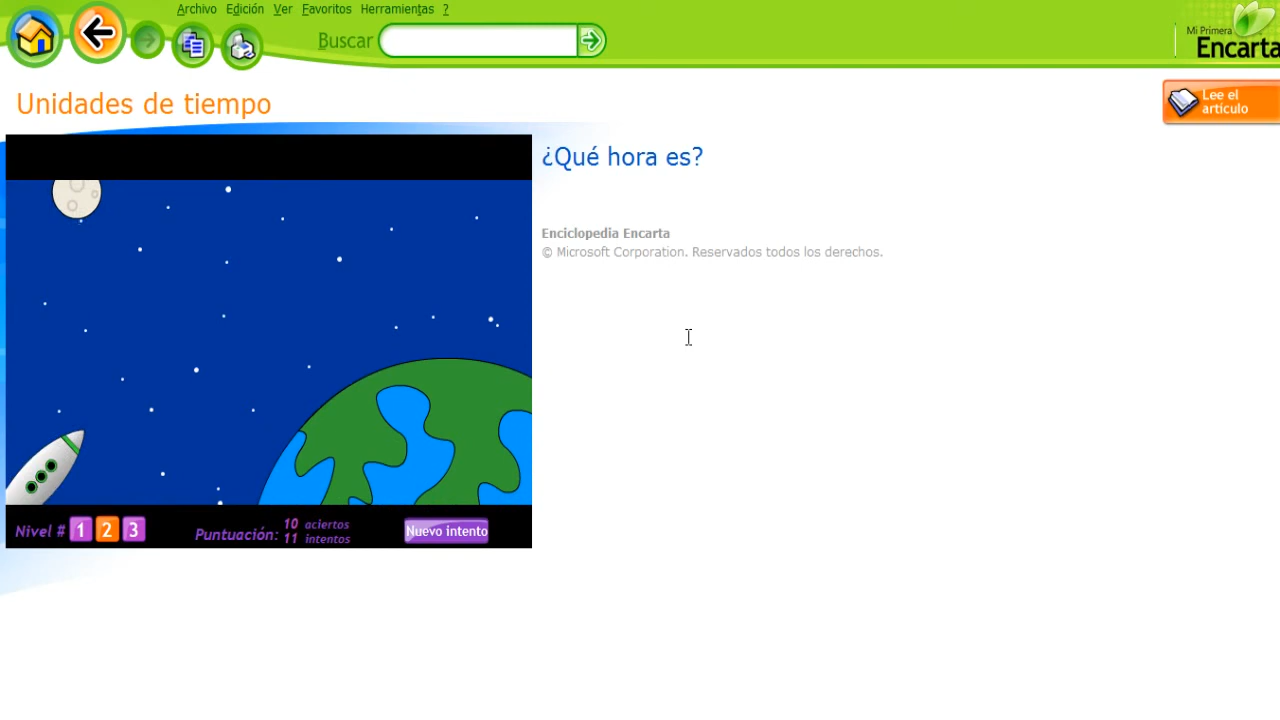 Archivo Edición Ver Favoritos Herramientas ?
Buscar
Mi Primera
Encarta
Unidades de tiempo
Lee el
artículo
¿Qué hora es?
Enciclopedia Encarta
© Microsoft Corporation. Reservados todos los derechos.
Nivel # 1 2 3
Puntuación: 10 aciertos
11 intentos
Nuevo intento